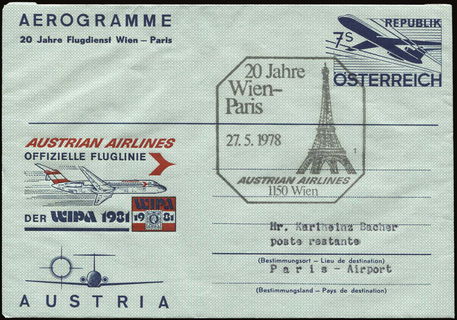 AEROGRAMME
20 Jahre Flugdienst Wien – Paris
REPUBLIK
7S
ÖSTERREICH
20 Jahre
Wien–
Paris
27. 5. 1978
AUSTRIAN AIRLINES
1150 Wien
AUSTRIAN AIRLINES
OFFIZIELLE FLUGLINIE
DER WIPA 1981
WIPA
1981
Hr. Karlheinz Bacher
poste restante
(Bestimmungsort - Lieu de destination)
Paris - Airport
(Bestimmungsland - Pays de destination)
AUSTRIA